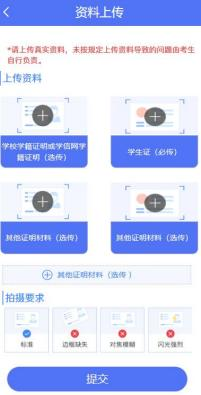 资料上传
*请上传真实资料，未按规定上传资料导致的问题由考生
自行负责。
上传资料
学校学籍证明或学信网学
籍证明（选传）
学生证（必传）
其他证明材料（选传）
其他证明材料（选传）
其他证明材料（选传）
拍摄要求
标准
边框缺失
对焦模糊
闪光强烈
提交